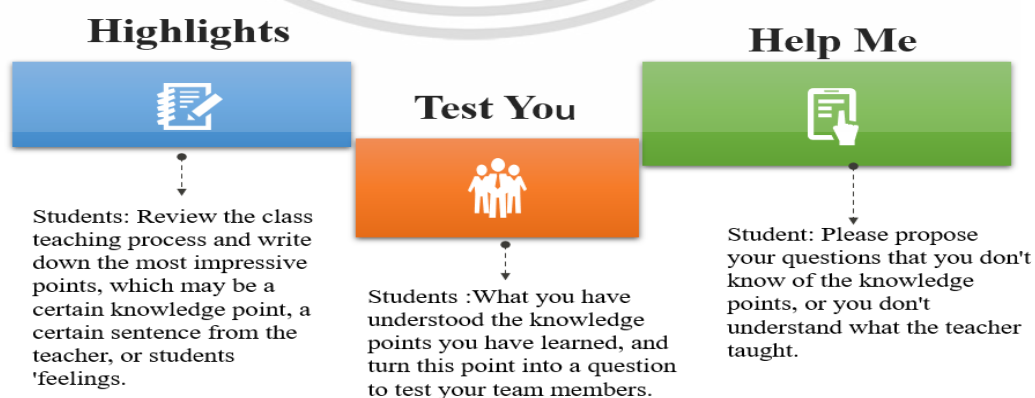 Highlights
Students: Review the class
teaching process and write
down the most impressive
points, which may be a
certain knowledge point, a
certain sentence from the
teacher, or students
'feelings.
Test You
Students :What you have
understood the knowledge
points you have learned, and
turn this point into a question
to test your team members.
Help Me
Student: Please propose
your questions that you don't
know of the knowledge
points, or you don't
understand what the teacher
taught.